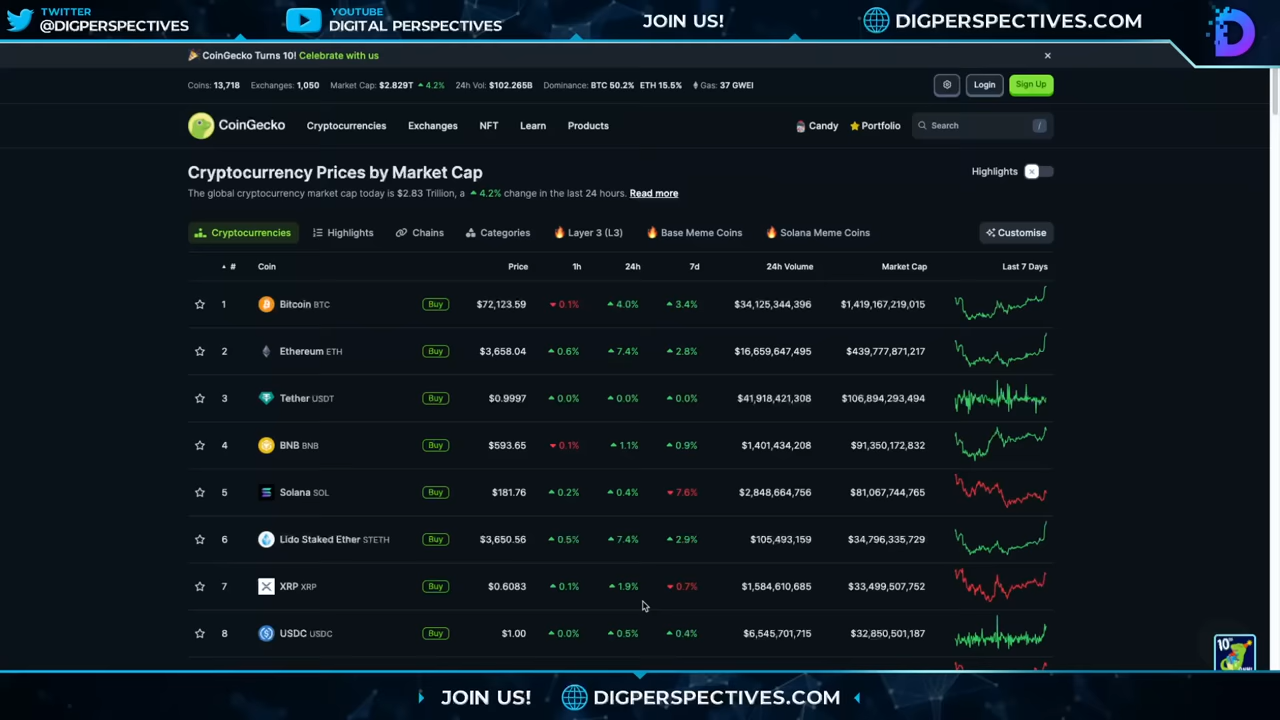 TWITTER
@DIGPERSPECTIVES
YOUTUBE
DIGITAL PERSPECTIVES
JOIN US!
DIGPERSPECTIVES.COM
CoinGecko Turns 10! Celebrate with us
Coins: 13,718 Exchanges: 1,050 Market Cap: $2.829T 4.2% 24h Vol: $102.265B Dominance: BTC 50.2% ETH 15.5% Gas: 37 GWEI
Login
Sign Up
CoinGecko Cryptocurrencies Exchanges NFT Learn Products Candy Portfolio Search /
Cryptocurrency Prices by Market Cap
Highlights
The global cryptocurrency market cap today is $2.83 Trillion, a 4.2% change in the last 24 hours. Read more
Cryptocurrencies Highlights Chains Categories Layer 3 (L3) Base Meme Coins Solana Meme Coins Customise
# Coin Price 1h 24h 7d 24h Volume Market Cap Last 7 Days
1 Bitcoin BTC Buy $72,123.59 0.1% 4.0% 3.4% $34,125,344,396 $1,419,167,219,015
2 Ethereum ETH Buy $3,658.04 0.6% 7.4% 2.8% $16,659,647,495 $439,777,871,217
3 Tether USDT Buy $0.9997 0.0% 0.0% 0.0% $41,918,421,308 $106,894,293,494
4 BNB BNB Buy $593.65 0.1% 1.1% 0.9% $1,401,434,208 $91,350,172,832
5 Solana SOL Buy $181.76 0.2% 0.4% 7.6% $2,848,664,756 $81,067,744,765
6 Lido Staked Ether STETH Buy $3,650.56 0.5% 7.4% 2.9% $105,493,159 $34,796,335,729
7 XRP XRP Buy $0.6083 0.1% 1.9% 0.7% $1,584,610,685 $33,499,507,752
8 USDC USDC Buy $1.00 0.0% 0.5% 0.4% $6,545,701,715 $32,850,501,187
JOIN US! DIGPERSPECTIVES.COM